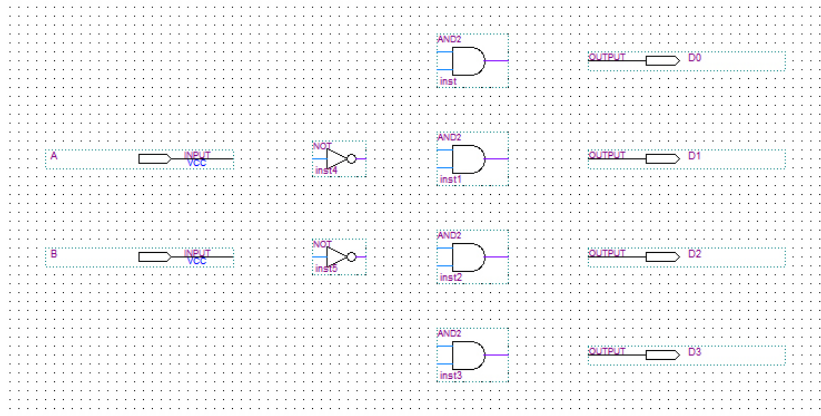 AND2
OUTPUT D0
inst
AND2
A INPUT NOT OUTPUT D1
VCC
inst4
inst1
AND2
B INPUT NOT OUTPUT D2
VCC
inst5
inst2
AND2
OUTPUT D3
inst3